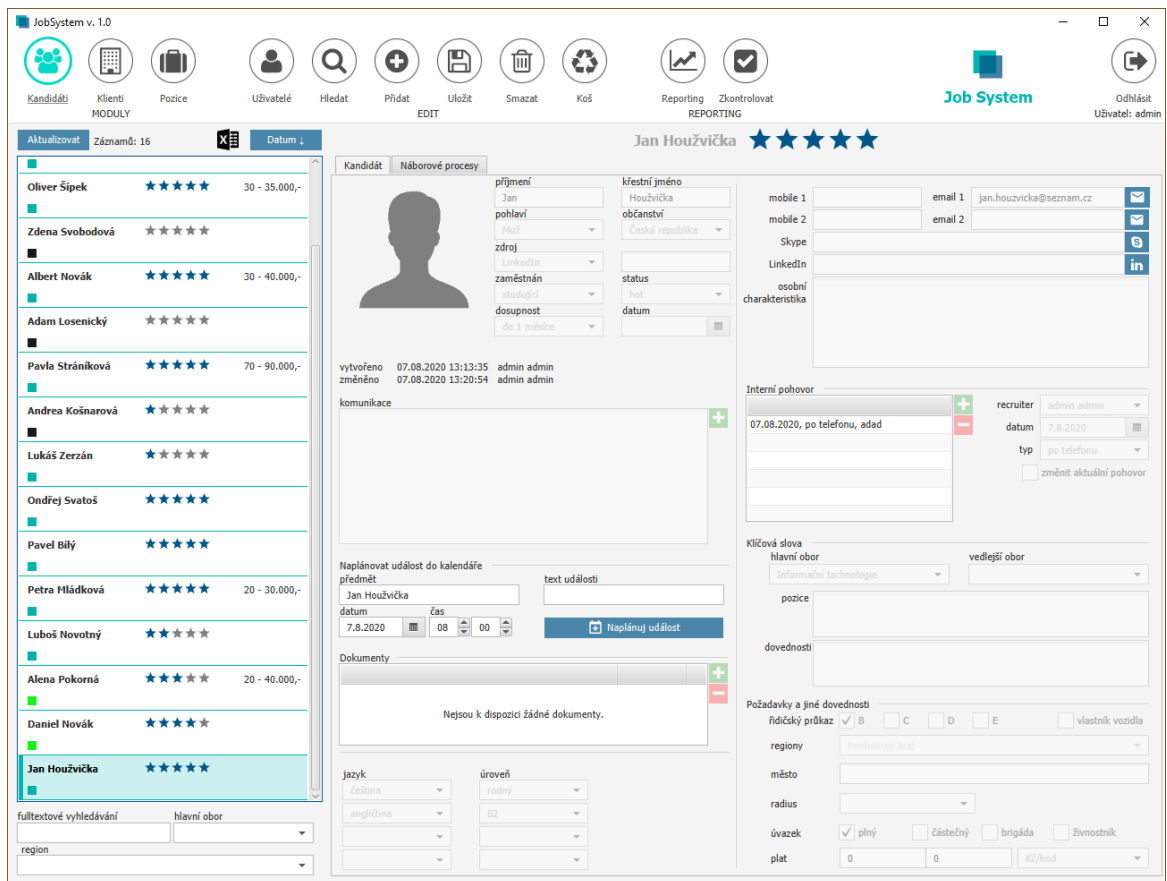 JobSystem v. 1.0
Kandidáti Klienti Pozice Uživatelé Hledat Přidat Uložit Smazat Koš Reporting Zkontrolovat Job System Odhlásit
MODULY EDIT REPORTING Uživatel: admin
Aktualizovat Záznamů: 16 Datum ↓
Jan Houžvička
Oliver Šípek 30 - 35.000,-
Zdena Svobodová
Albert Novák 30 - 40.000,-
Adam Losenický
Pavla Stráníková 70 - 90.000,-
Andrea Košnarová
Lukáš Zerzán
Ondřej Svatoš
Pavel Bílý
Petra Mládková 20 - 30.000,-
Luboš Novotný
Alena Pokorná 20 - 40.000,-
Daniel Novák
Jan Houžvička
fulltextové vyhledávání hlavní obor
region
Kandidát Náborové procesy
příjmení křestní jméno
Jan Houžvička
pohlaví občanství
Muž Česká republika
zdroj
LinkedIn
zaměstnán status
studující hot
dosupnost datum
do 1 měsíce
vytvořeno 07.08.2020 13:13:35 admin admin
změněno 07.08.2020 13:20:54 admin admin
komunikace
Naplánovat událost do kalendáře
předmět text události
Jan Houžvička
datum čas
7.8.2020 08 00 Naplánuj událost
Dokumenty
Nejsou k dispozici žádné dokumenty.
jazyk úroveň
čeština rodný
angličtina B2
mobile 1 email 1 jan.houzvicka@seznam.cz
mobile 2 email 2
Skype
LinkedIn in
osobní
charakteristika
Interní pohovor
07.08.2020, po telefonu, adad
recruiter admin admin
datum 7.8.2020
typ po telefonu
změnit aktuální pohovor
Klíčová slova
hlavní obor vedlejší obor
Informační technologie
pozice
dovednosti
Požadavky a jiné dovednosti
řidičský průkaz B C D E vlastník vozidla
regiony Pardubický kraj
město
radius
úvazek plný částečný brigáda živnostník
plat 0 0 Kč/hod